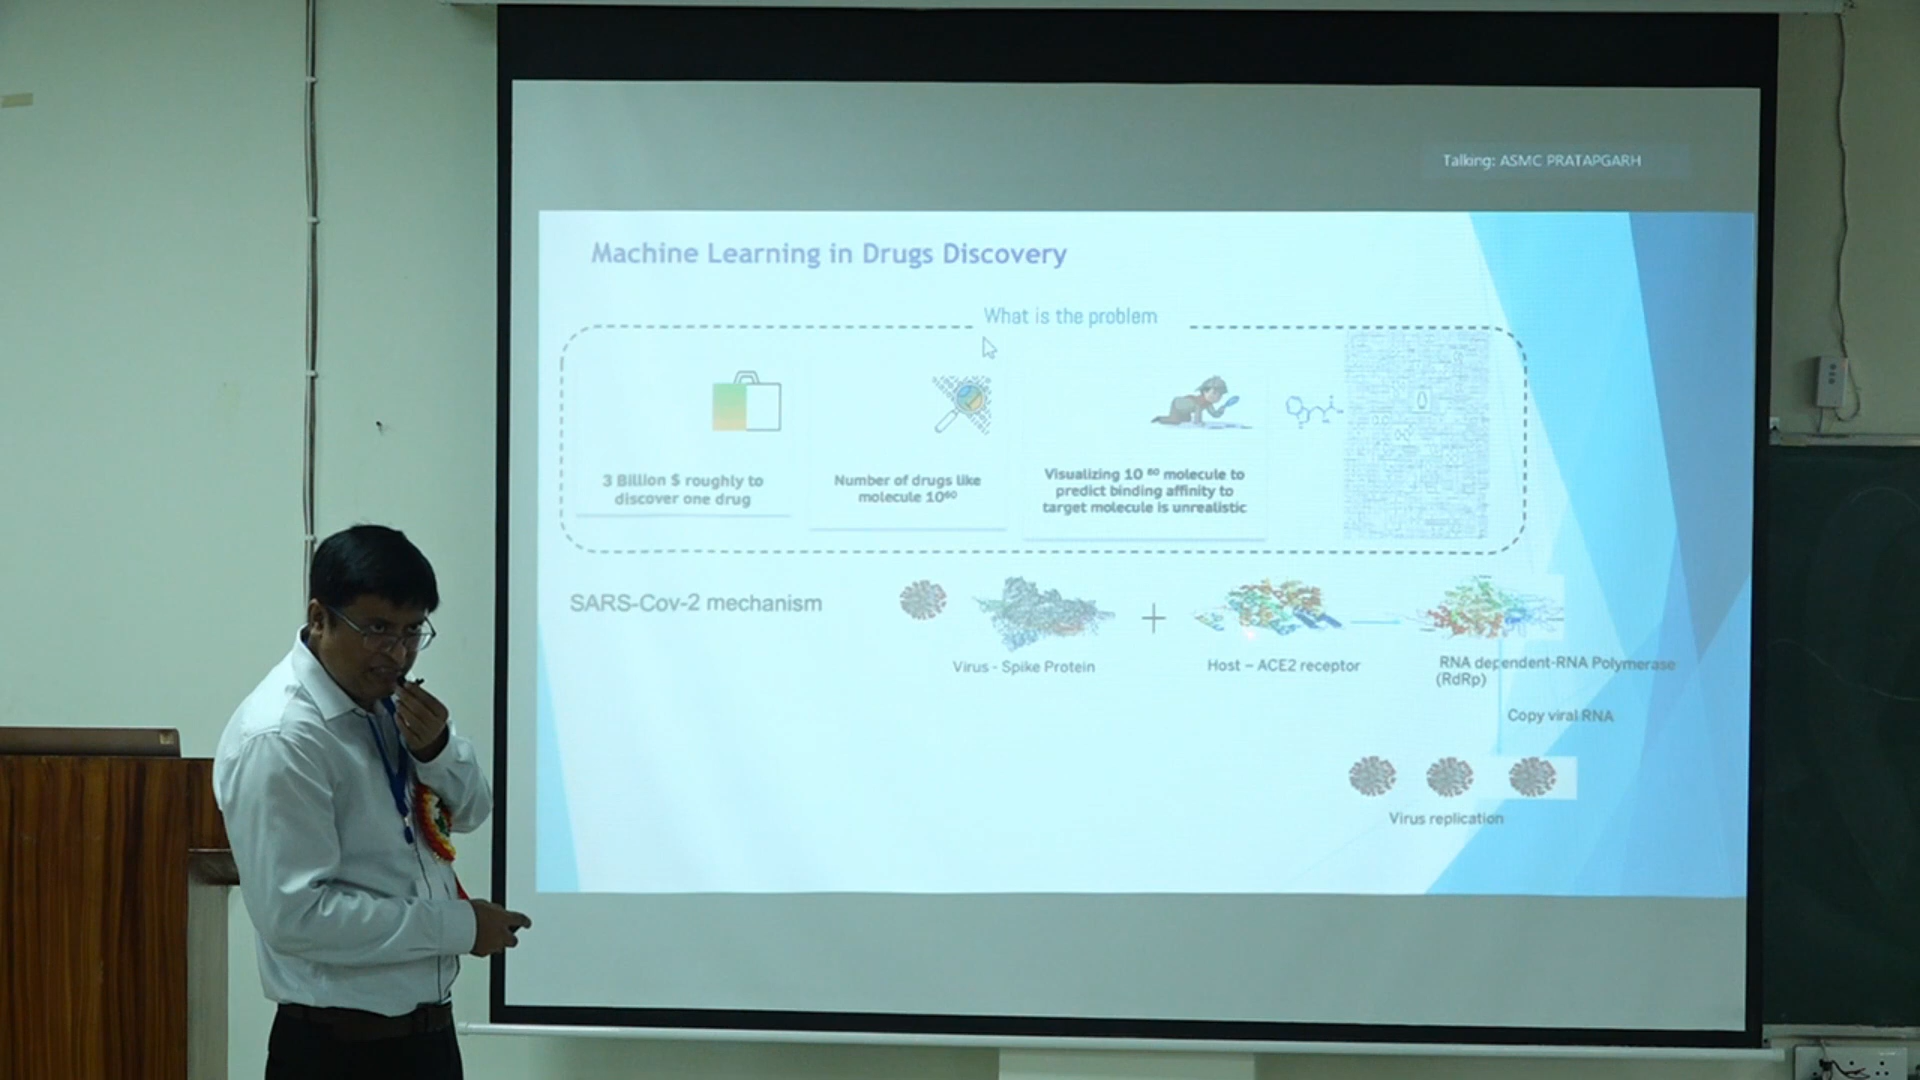 Talking: ASMC PRATAPGARH
Machine Learning in Drugs Discovery
What is the problem
3 Billion $ roughly to
discover one drug
Number of drugs like
molecule 10⁶⁰
Visualizing 10 ⁶⁰ molecule to
predict binding affinity to
target molecule is unrealistic
SARS-Cov-2 mechanism
+
Virus - Spike Protein
Host – ACE2 receptor
RNA dependent-RNA Polymerase
(RdRp)
Copy viral RNA
Virus replication